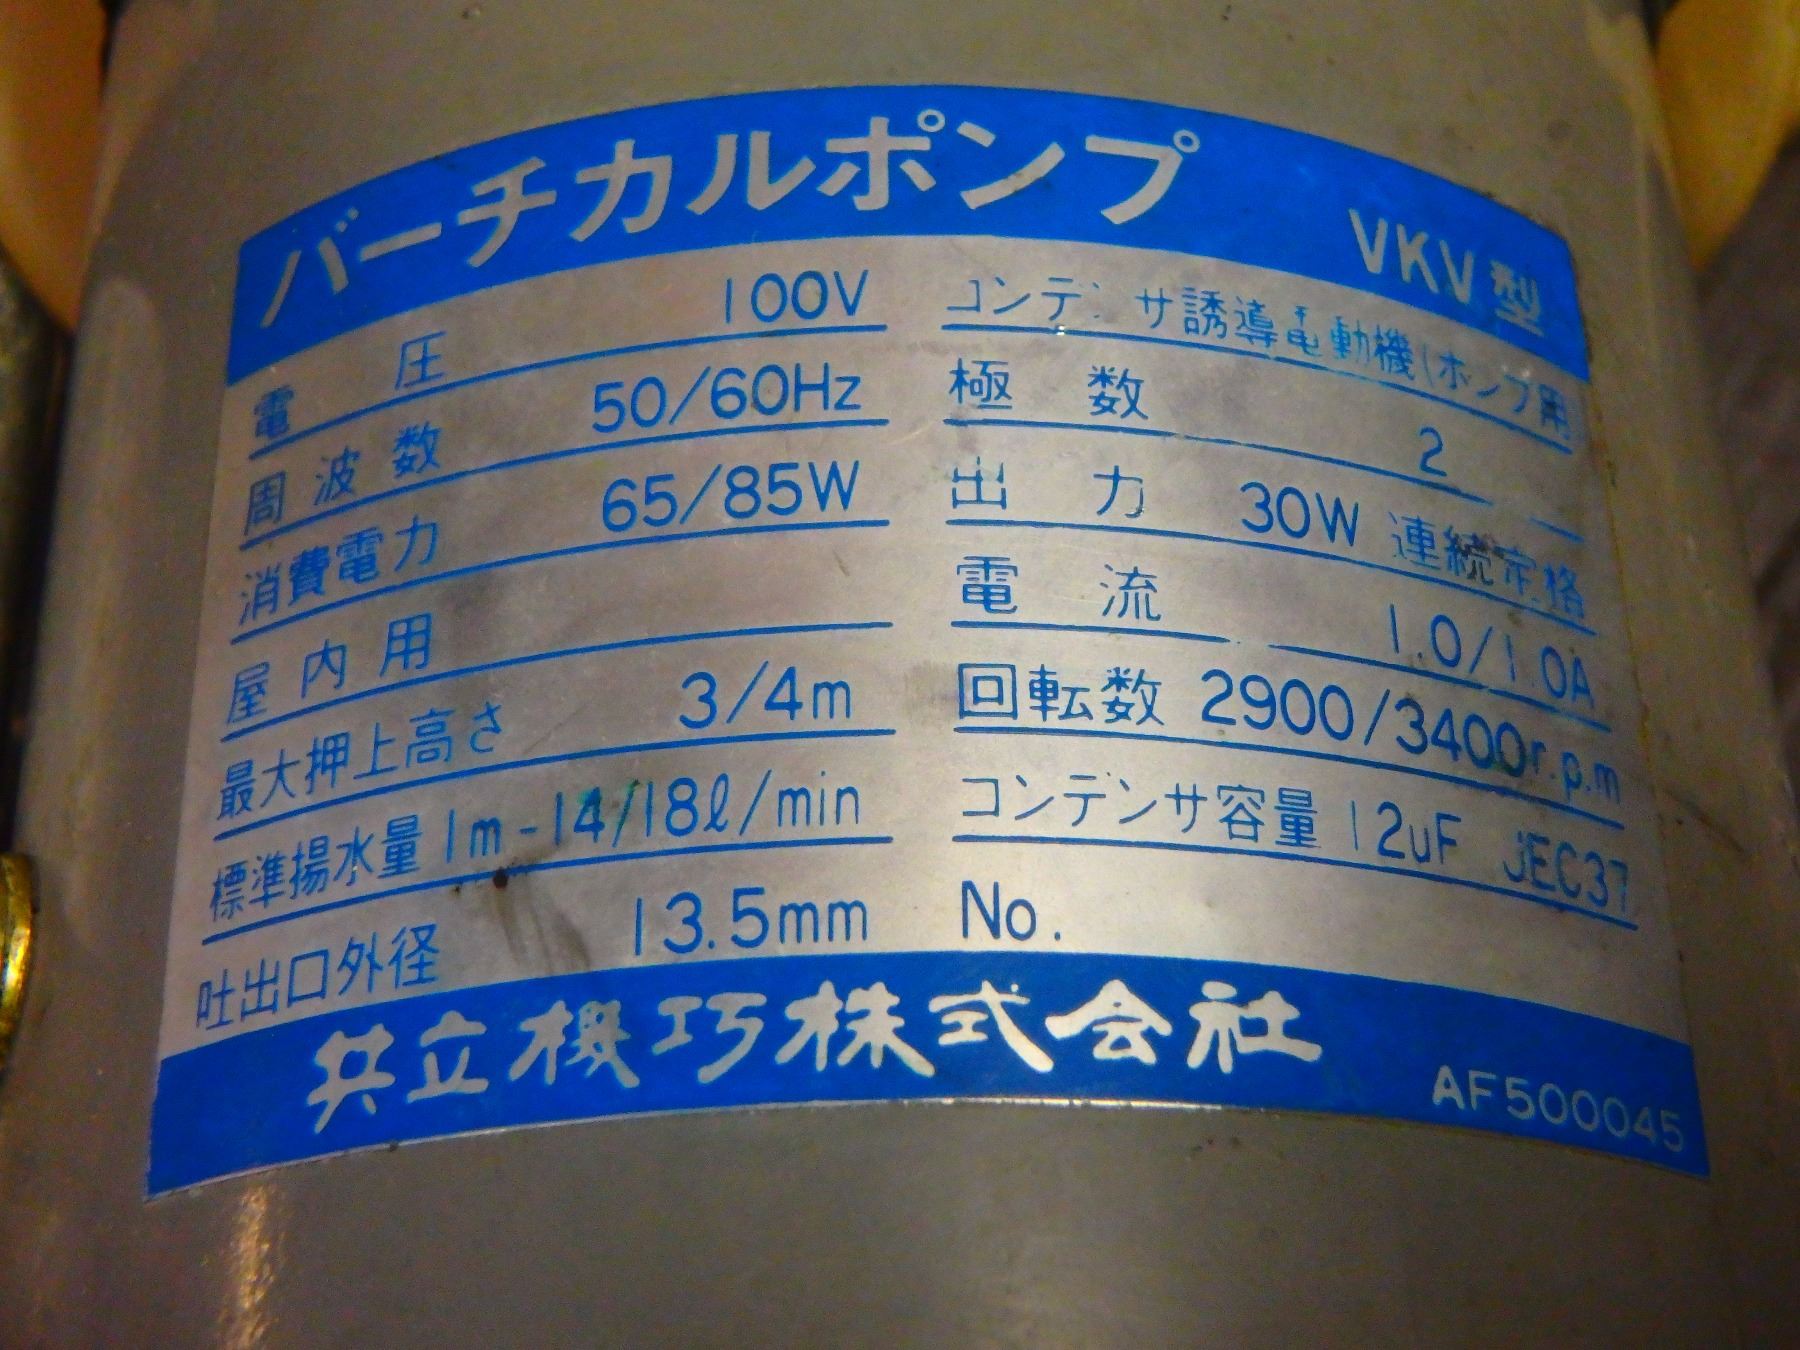 バーチカルポンプ VKV型
電圧 100V
周波数 50/60Hz
消費電力 65/85W
屋内用
最大押上高さ 3/4m
標準揚水量 1m-14/18ℓ/min
吐出口外径 13.5mm
コンデンサ誘導電動機(ポンプ用
極数 2
出力 30W 連続定格
電流 1.0/1.0A
回転数 2900/3400r.p.m
コンデンサ容量 12uF JEC37
No.
共立機巧株式会社
AF500045